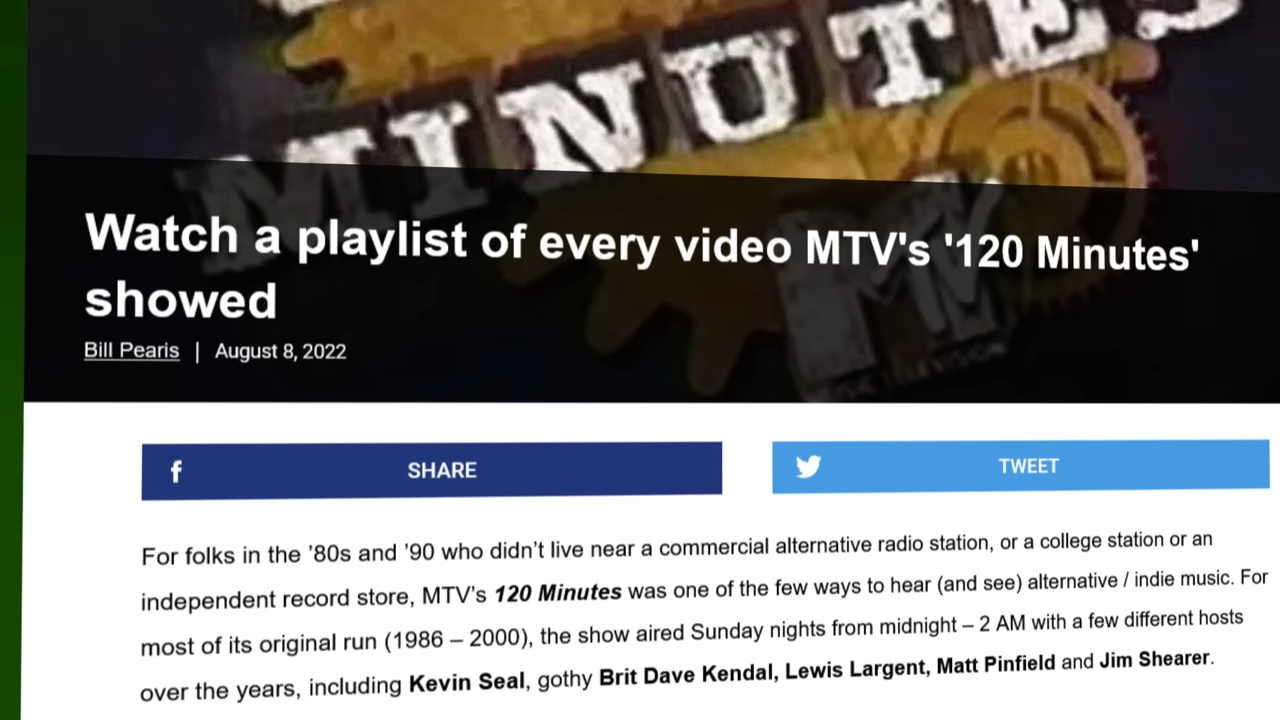 MINUTES
Watch a playlist of every video MTV's '120 Minutes'
showed
Bill Pearis | August 8, 2022
f SHARE
TWEET
For folks in the ’80s and ’90 who didn’t live near a commercial alternative radio station, or a college station or an
independent record store, MTV’s 120 Minutes was one of the few ways to hear (and see) alternative / indie music. For
most of its original run (1986 – 2000), the show aired Sunday nights from midnight – 2 AM with a few different hosts
over the years, including Kevin Seal, gothy Brit Dave Kendal, Lewis Largent, Matt Pinfield and Jim Shearer.